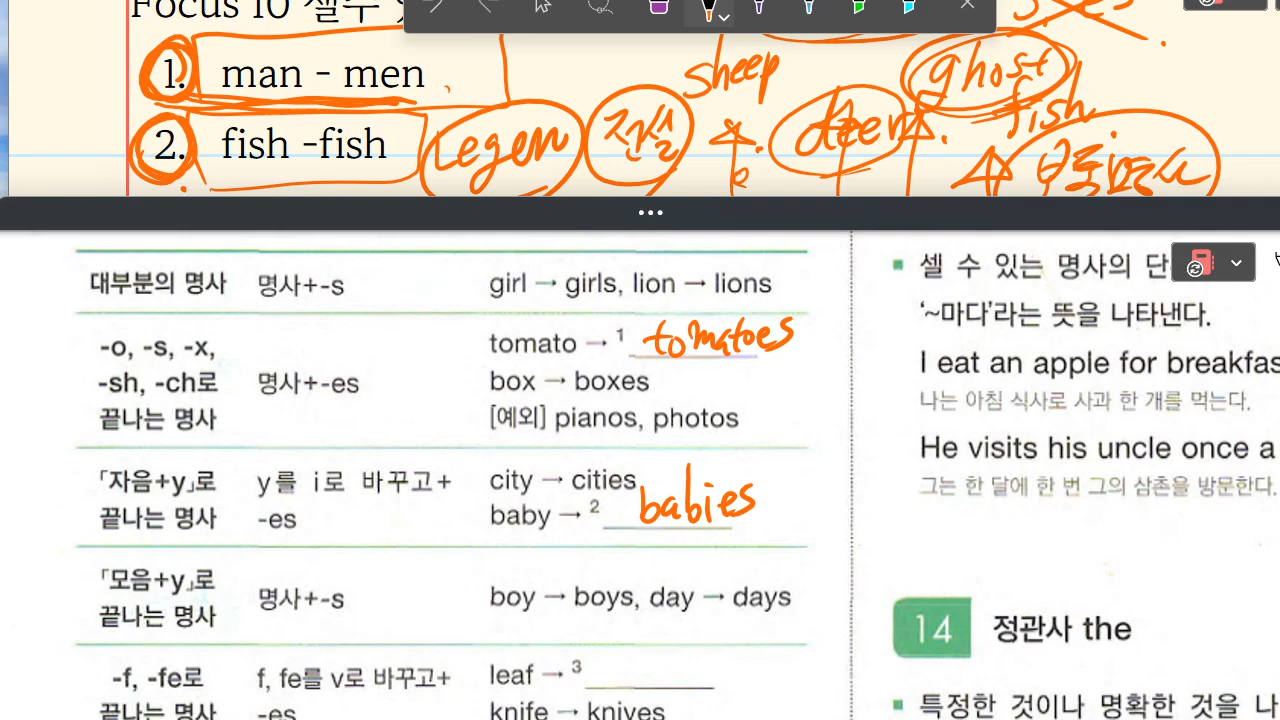 Focus 10 셀수
1. man - men
sheep
ghost
fish
2. fish -fish
Legen
전설
deer
보통명사
대부분의 명사 명사+-s girl → girls, lion → lions
-o, -s, -x,
-sh, -ch로
끝나는 명사
명사+-es
tomato → 1 tomatoes
box → boxes
[예외] pianos, photos
「자음+y」로
끝나는 명사
y를 i로 바꾸고+
-es
city → cities
baby → 2 babies
「모음+y」로
끝나는 명사
명사+-s
boy → boys, day → days
-f, -fe로
끝나는 명사
f, fe를 v로 바꾸고+
-es
leaf → 3
knife → knives
셀 수 있는 명사의 단
‘~마다’라는 뜻을 나타낸다.
I eat an apple for breakfas
나는 아침 식사로 사과 한 개를 먹는다.
He visits his uncle once a
그는 한 달에 한 번 그의 삼촌을 방문한다.
14 정관사 the
특정한 것이나 명확한 것을 나